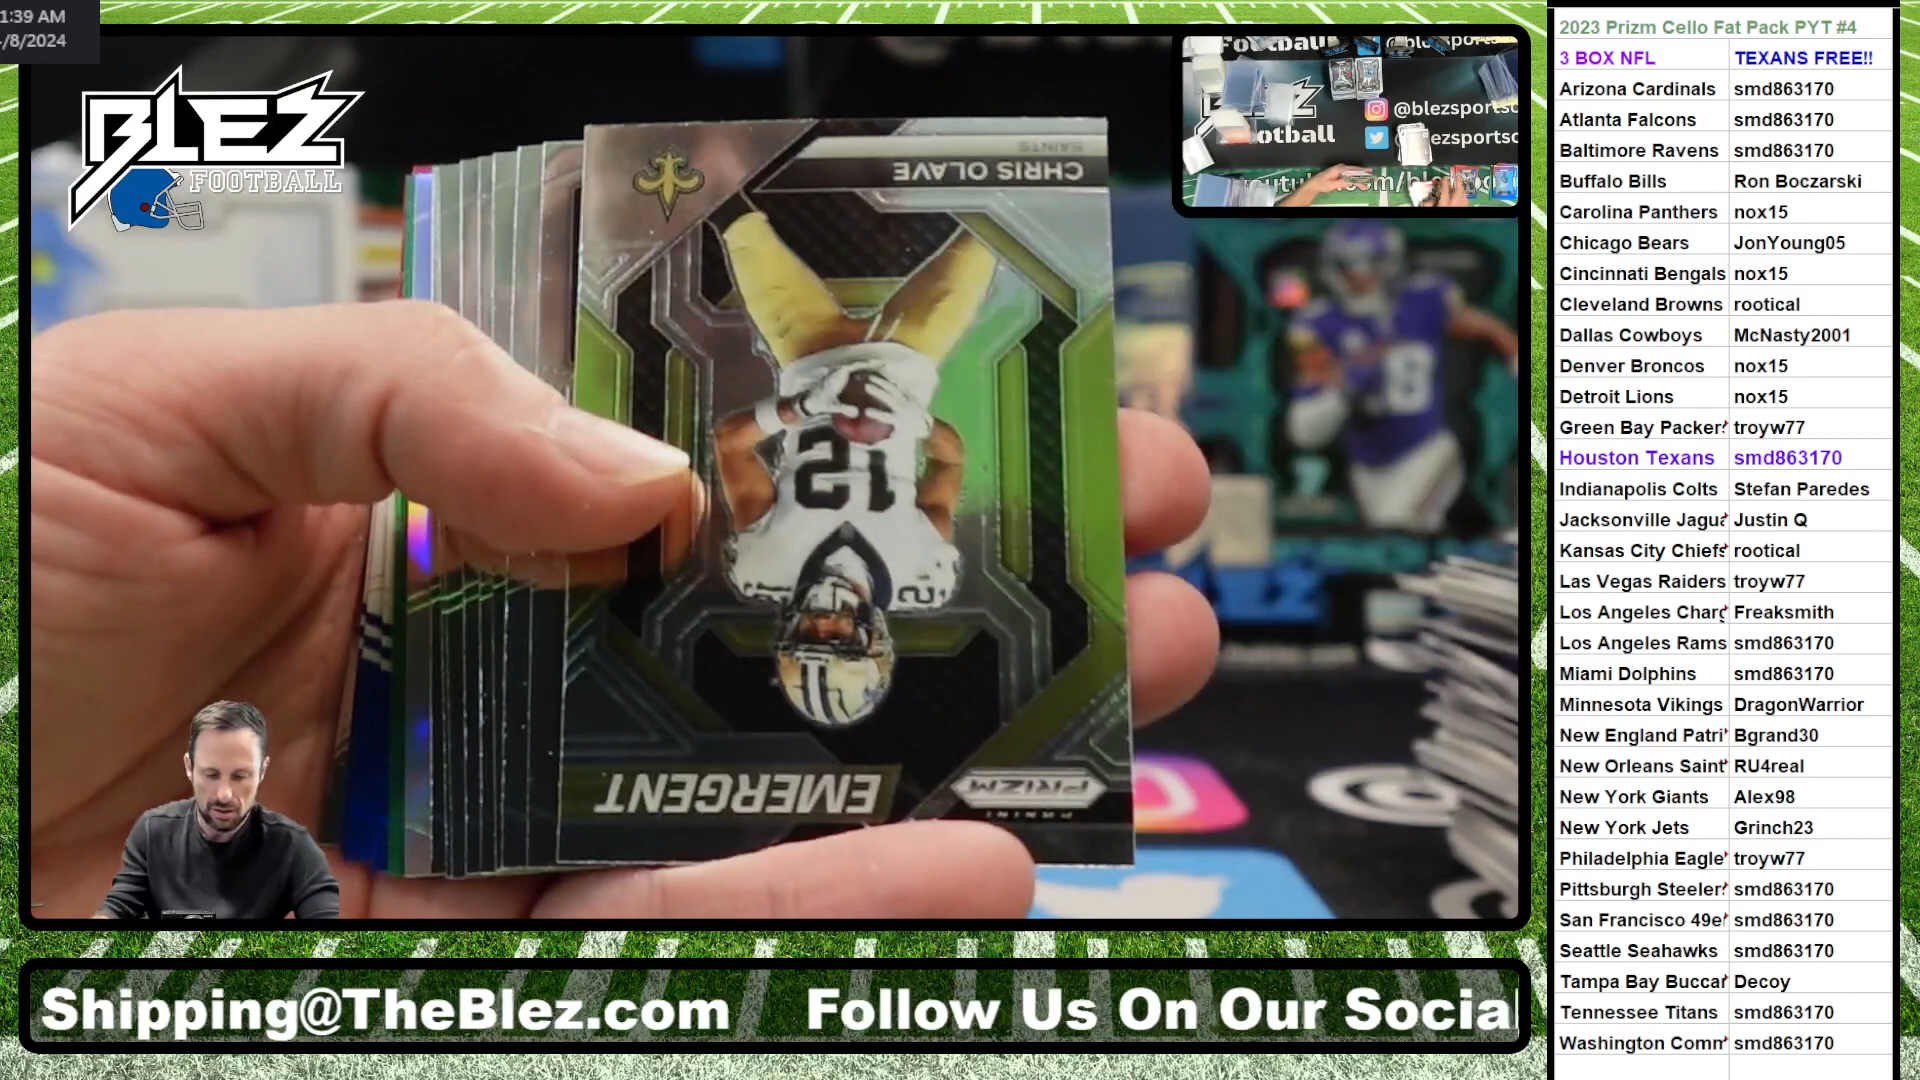 1:39 AM
/8/2024
BLEZ
FOOTBALL
CHRIS OLAVE
SAINTS
12
EMERGENT
PRIZM
PANINI
Football
@blezsportsc
otball
Shipping@TheBlez.com Follow Us On Our Social
2023 Prizm Cello Fat Pack PYT #4
3 BOX NFL TEXANS FREE!!
Arizona Cardinals smd863170
Atlanta Falcons smd863170
Baltimore Ravens smd863170
Buffalo Bills Ron Boczarski
Carolina Panthers nox15
Chicago Bears JonYoung05
Cincinnati Bengals nox15
Cleveland Browns rootical
Dallas Cowboys McNasty2001
Denver Broncos nox15
Detroit Lions nox15
Green Bay Packer troyw77
Houston Texans smd863170
Indianapolis Colts Stefan Paredes
Jacksonville Jagua Justin Q
Kansas City Chiefs rootical
Las Vegas Raiders troyw77
Los Angeles Charg Freaksmith
Los Angeles Rams smd863170
Miami Dolphins smd863170
Minnesota Vikings DragonWarrior
New England Patri Bgrand30
New Orleans Saint RU4real
New York Giants Alex98
New York Jets Grinch23
Philadelphia Eagle troyw77
Pittsburgh Steeler smd863170
San Francisco 49e smd863170
Seattle Seahawks smd863170
Tampa Bay Buccan Decoy
Tennessee Titans smd863170
Washington Comm smd863170